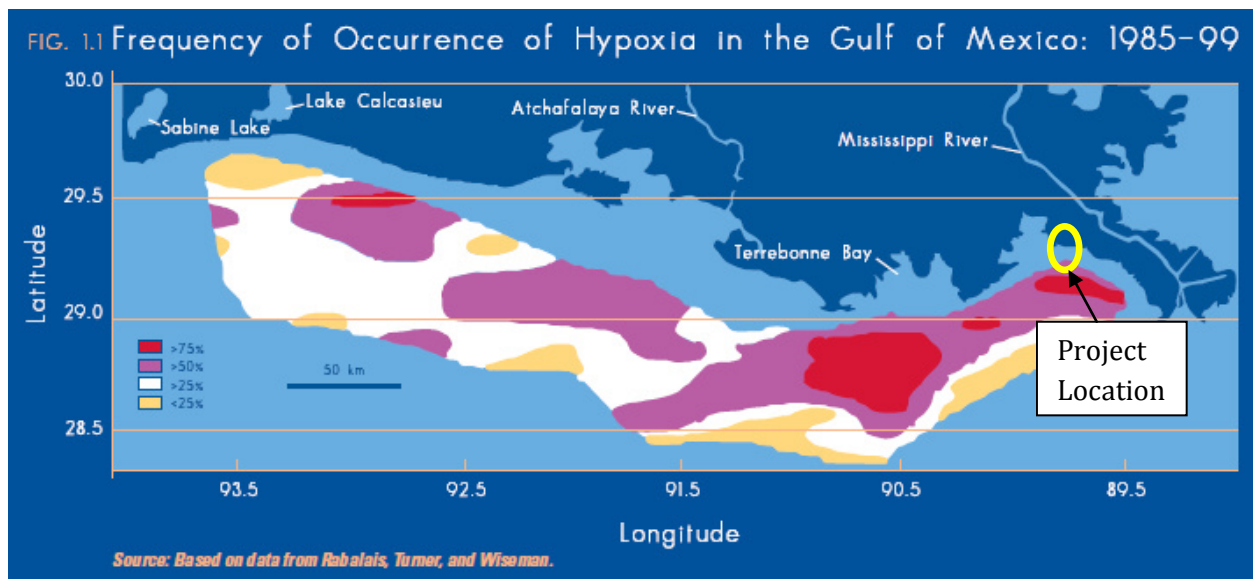 FIG. 1.1 Frequency of Occurrence of Hypoxia in the Gulf of Mexico: 1985-99
30.0
Lake Calcasieu
Sabine Lake
Atchafalaya River
Mississippi River
29.5
Terrebonne Bay
Latitude
29.0
Project
Location
>75%
>50%
>25%
<25%
50 km
28.5
93.5
92.5
91.5
90.5
89.5
Longitude
Source: Based on data from Rabalais, Turner, and Wiseman.